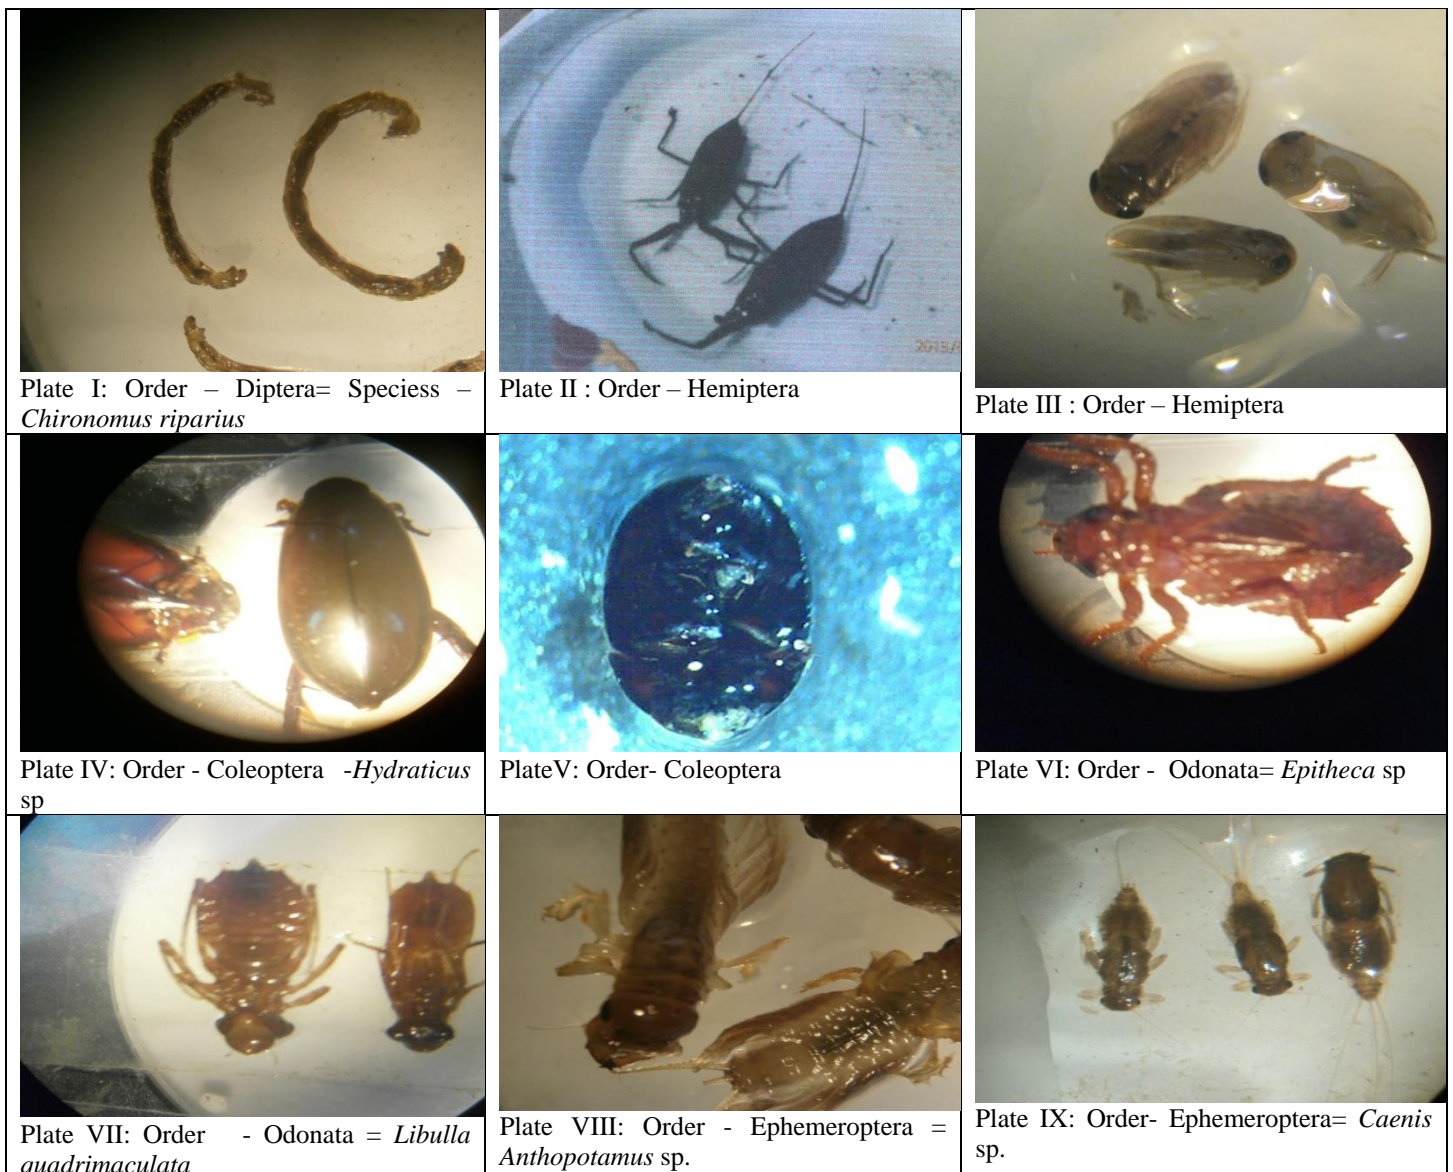 2015/
Plate I: Order – Diptera= Speciess –
Chironomus riparius
Plate II : Order – Hemiptera
Plate III : Order – Hemiptera
Plate IV: Order - Coleoptera -Hydraticus
sp
PlateV: Order- Coleoptera
Plate VI: Order - Odonata= Epitheca sp
Plate VII: Order - Odonata = Libulla
quadrimaculata
Plate VIII: Order - Ephemeroptera =
Anthopotamus sp.
Plate IX: Order- Ephemeroptera= Caenis
sp.